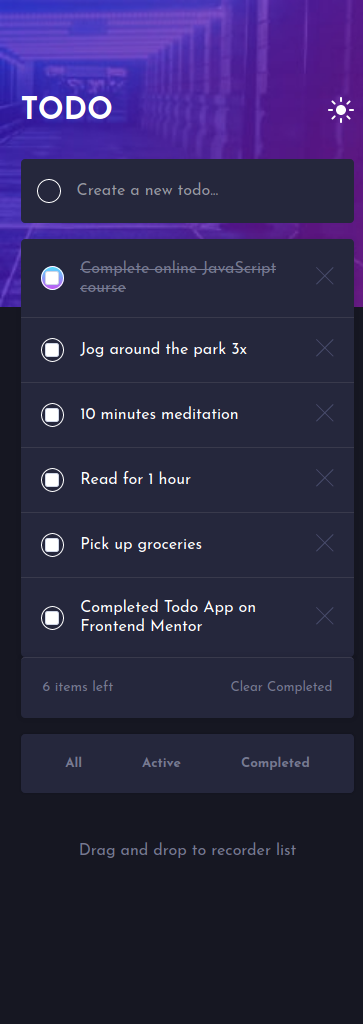 TODO
Create a new todo...
Complete online JavaScript
course
Jog around the park 3x
10 minutes meditation
Read for 1 hour
Pick up groceries
Completed Todo App on
Frontend Mentor
6 items left Clear Completed
All Active Completed
Drag and drop to recorder list